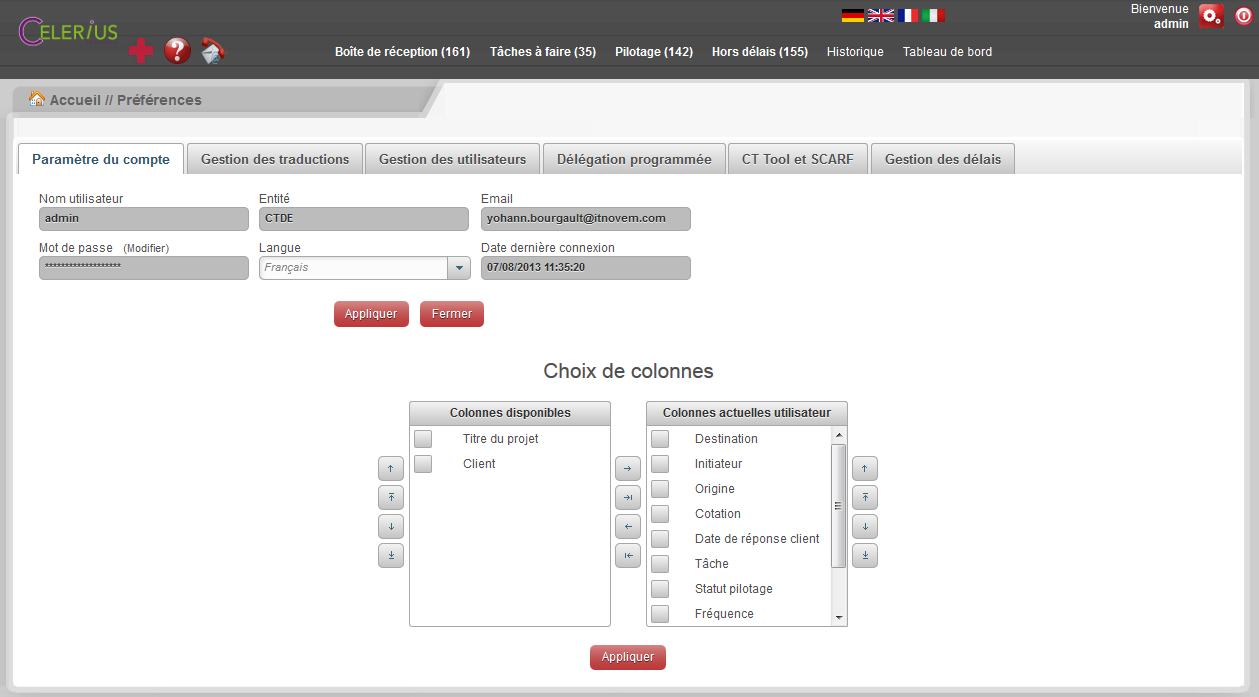 CELERIUS
Bienvenue
admin
Boîte de réception (161) Tâches à faire (35) Pilotage (142) Hors délais (155) Historique Tableau de bord
Accueil // Préférences
Paramètre du compte Gestion des traductions Gestion des utilisateurs Délégation programmée CT Tool et SCARF Gestion des délais
Nom utilisateur Entité Email
admin CTDE yohann.bourgault@itnovem.com
Mot de passe (Modifier) Langue Date dernière connexion
******************* Français 07/08/2013 11:35:20
Appliquer Fermer
Choix de colonnes
Colonnes disponibles Colonnes actuelles utilisateur
Titre du projet Destination
Client Initiateur
Origine
Cotation
Date de réponse client
Tâche
Statut pilotage
Fréquence
Appliquer